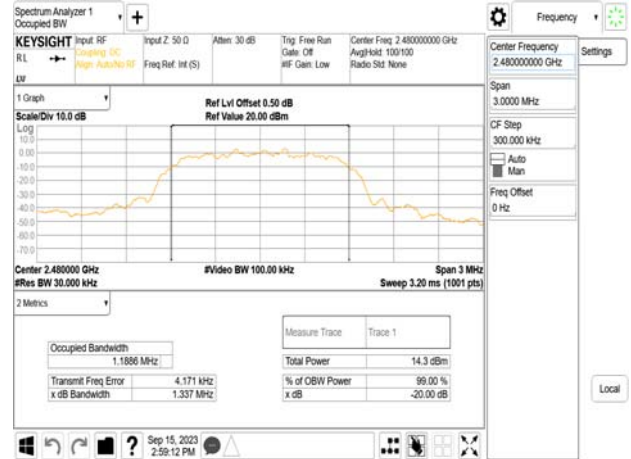 Spectrum Analyzer 1
Occupied BW
+
Frequency
KEYSIGHT
Input: RF
Coupling: DC
Align: Auto/No RF
Input Z: 50 Ω
Freq Ref: Int (S)
Atten: 30 dB
Trig: Free Run
Gate: Off
#IF Gain: Low
Center Freq: 2.480000000 GHz
Avg|Hold: 100/100
Radio Std: None
RL
Center Frequency
2.480000000 GHz
Settings
Span
3.0000 MHz
CF Step
300.000 kHz
Auto
Man
Freq Offset
0 Hz
Local
1 Graph
Scale/Div 10.0 dB
Ref Lvl Offset 0.50 dB
Ref Value 20.00 dBm
Log
10.0
0.00
-10.0
-20.0
-30.0
-40.0
-50.0
-60.0
-70.0
Center 2.480000 GHz
#Video BW 100.00 kHz
Span 3 MHz
#Res BW 30.000 kHz
Sweep 3.20 ms (1001 pts)
2 Metrics
Measure Trace
Trace 1
Occupied Bandwidth
1.1886 MHz
Total Power
14.3 dBm
Transmit Freq Error
4.171 kHz
% of OBW Power
99.00 %
x dB Bandwidth
1.337 MHz
x dB
-20.00 dB
?
Sep 15, 2023
2:59:12 PM